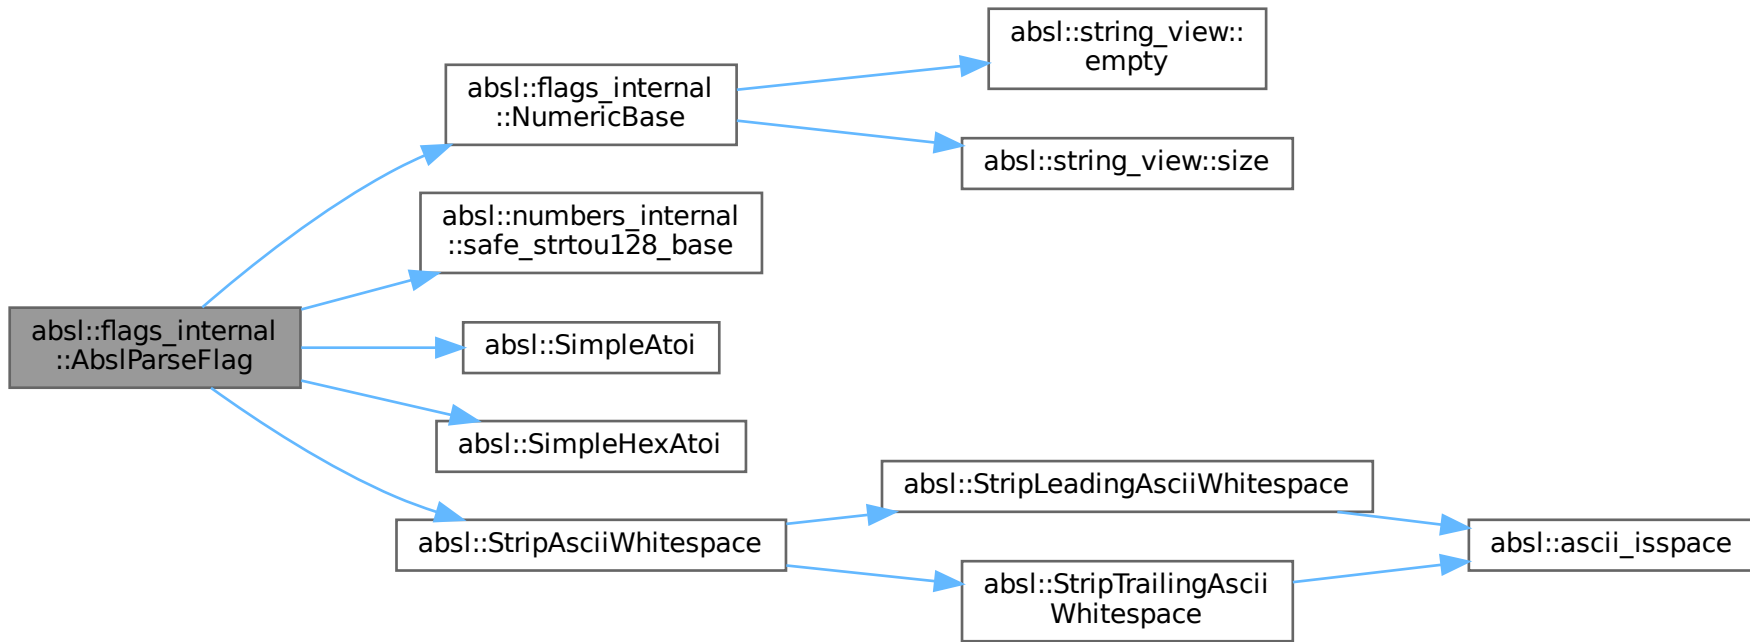 absl::flags_internal
::AbslParseFlag
absl::flags_internal
::NumericBase
absl::string_view::
empty
absl::string_view::size
absl::numbers_internal
::safe_strtou128_base
absl::SimpleAtoi
absl::SimpleHexAtoi
absl::StripAsciiWhitespace
absl::StripLeadingAsciiWhitespace
absl::ascii_isspace
absl::StripTrailingAscii
Whitespace